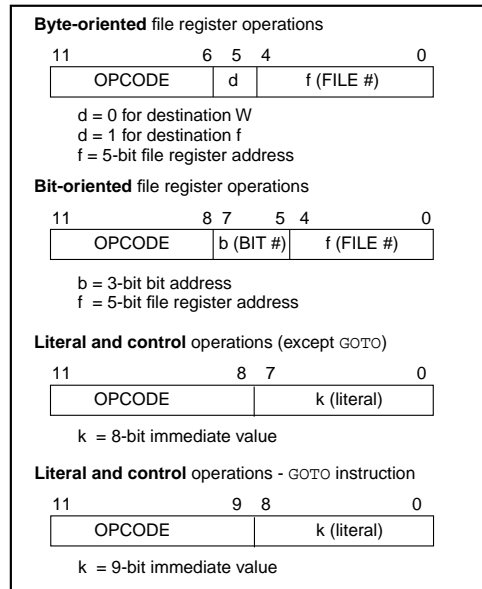 Byte-oriented file register operations
11 6 5 4 0
OPCODE d f (FILE #)
d = 0 for destination W
d = 1 for destination f
f = 5-bit file register address
Bit-oriented file register operations
11 8 7 5 4 0
OPCODE b (BIT #) f (FILE #)
b = 3-bit bit address
f = 5-bit file register address
Literal and control operations (except GOTO)
11 8 7 0
OPCODE k (literal)
k = 8-bit immediate value
Literal and control operations - GOTO instruction
11 9 8 0
OPCODE k (literal)
k = 9-bit immediate value